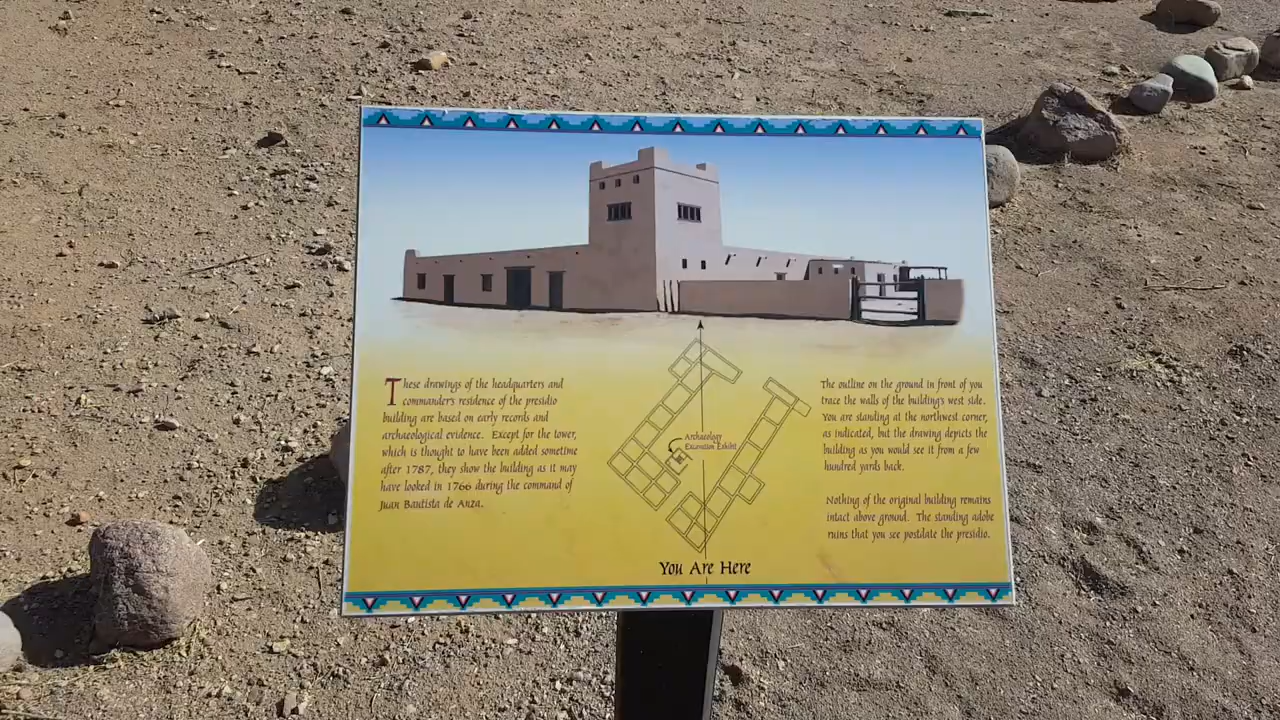 These drawings of the headquarters and
commander's residence of the presidio
building are based on early records and
archaeological evidence. Except for the tower,
which is thought to have been added sometime
after 1787, they show the building as it may
have looked in 1766 during the command of
Juan Bautista de Anza.
Archaeology
Excavation Exhibit
The outline on the ground in front of you
trace the walls of the building's west side.
You are standing at the northwest corner,
as indicated, but the drawing depicts the
building as you would see it from a few
hundred yards back.
Nothing of the original building remains
intact above ground. The standing adobe
ruins that you see postdate the presidio.
You Are Here